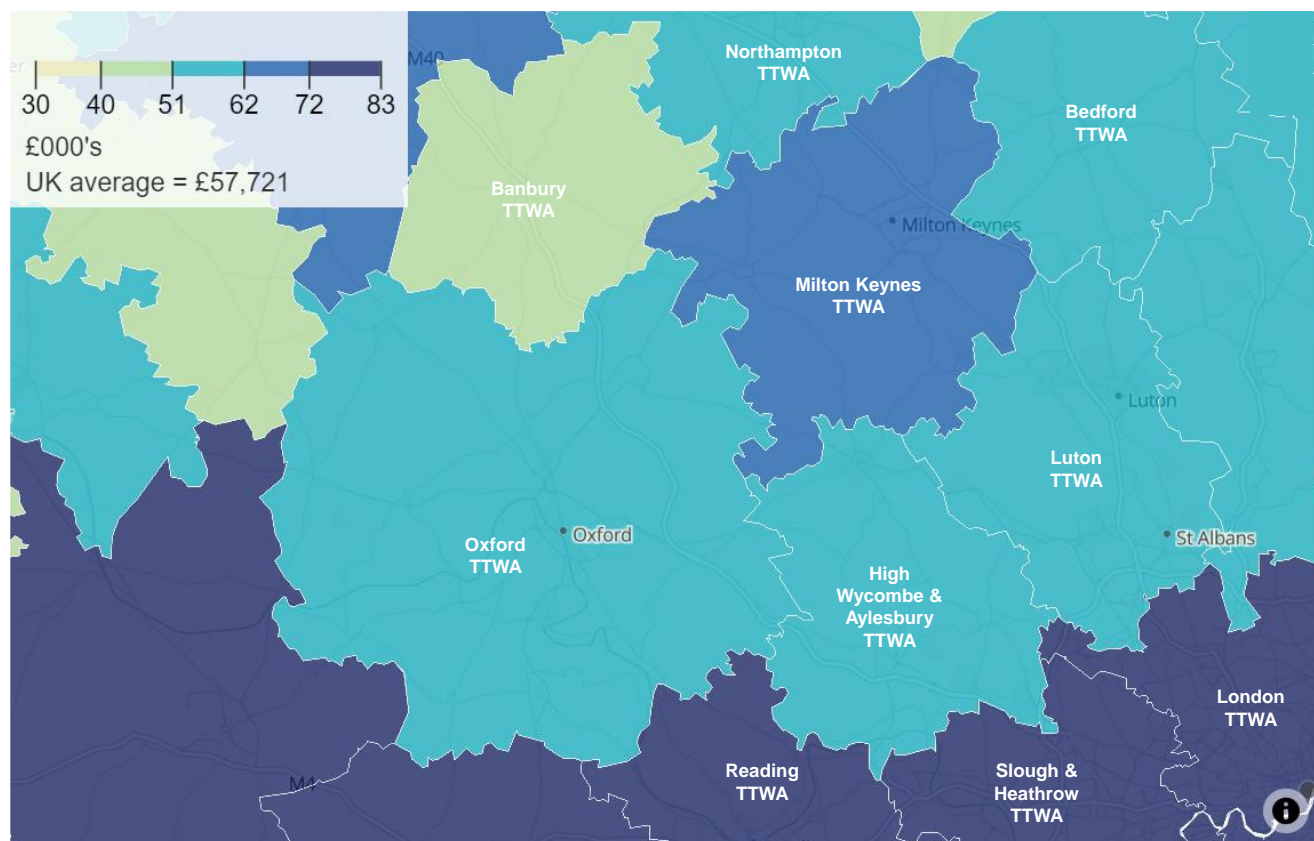 M40
30 40 51 62 72 83
£000's
UK average = £57,721
Northampton
TTWA
Bedford
TTWA
Banbury
TTWA
Milton Keynes
Milton Keynes
TTWA
Luton
Luton
TTWA
Oxford
Oxford
TTWA
St Albans
High
Wycombe &
Aylesbury
TTWA
London
TTWA
Reading
TTWA
Slough &
Heathrow
TTWA
M4
i